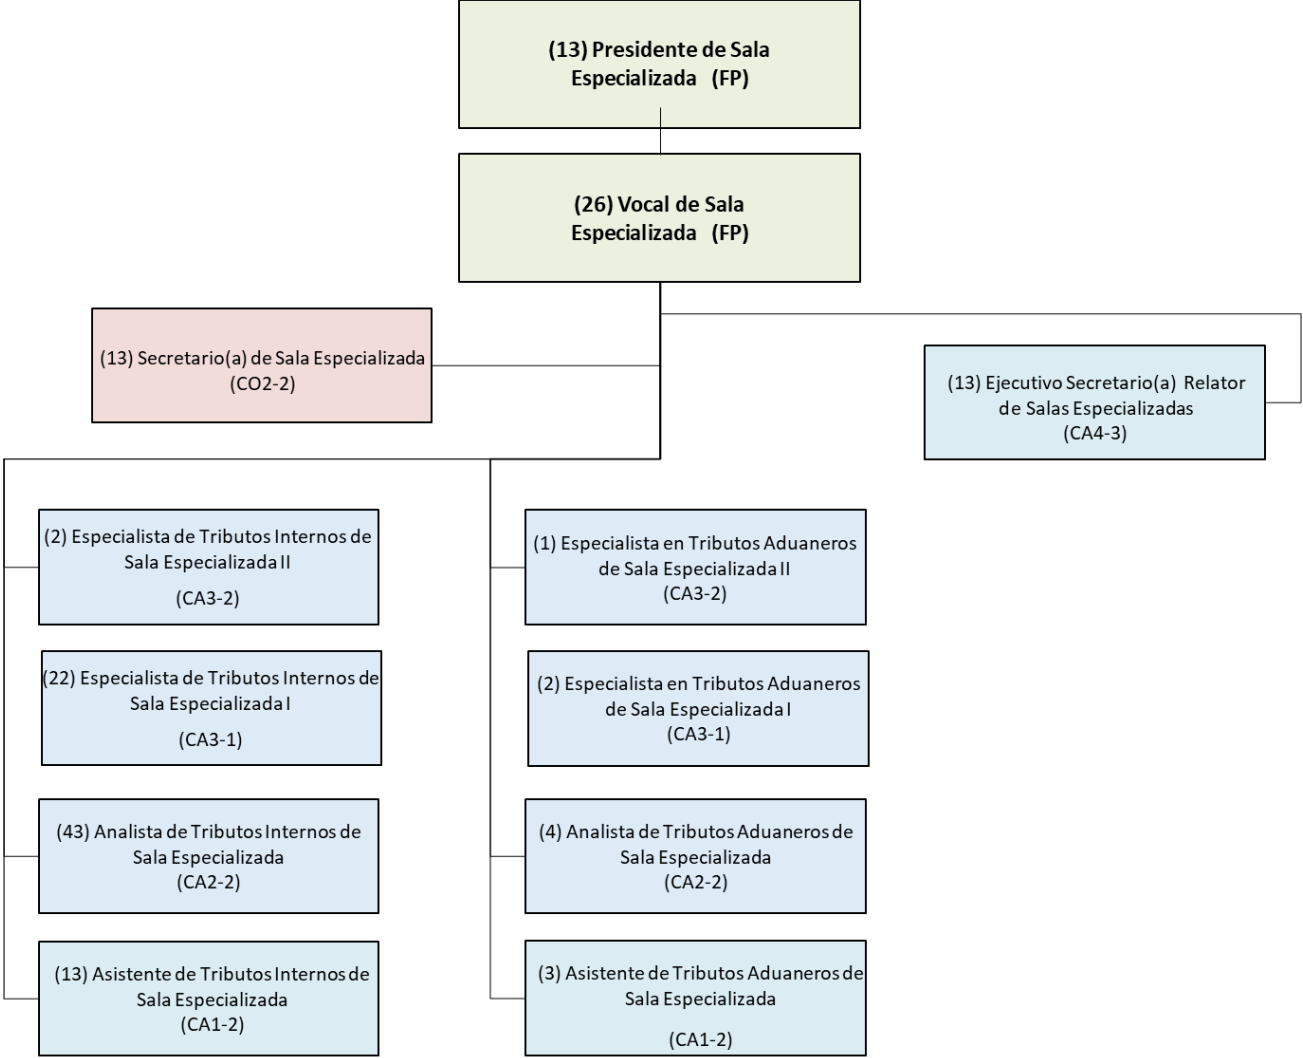 (13) Presidente de Sala
Especializada (FP)
(26) Vocal de Sala
Especializada (FP)
(13) Secretario(a) de Sala Especializada
(CO2-2)
(13) Ejecutivo Secretario(a) Relator
de Salas Especializadas
(CA4-3)
(2) Especialista de Tributos Internos de
Sala Especializada II
(CA3-2)
(1) Especialista en Tributos Aduaneros
de Sala Especializada II
(CA3-2)
(22) Especialista de Tributos Internos de
Sala Especializada I
(CA3-1)
(2) Especialista en Tributos Aduaneros
de Sala Especializada I
(CA3-1)
(43) Analista de Tributos Internos de
Sala Especializada
(CA2-2)
(4) Analista de Tributos Aduaneros de
Sala Especializada
(CA2-2)
(13) Asistente de Tributos Internos de
Sala Especializada
(CA1-2)
(3) Asistente de Tributos Aduaneros de
Sala Especializada
(CA1-2)